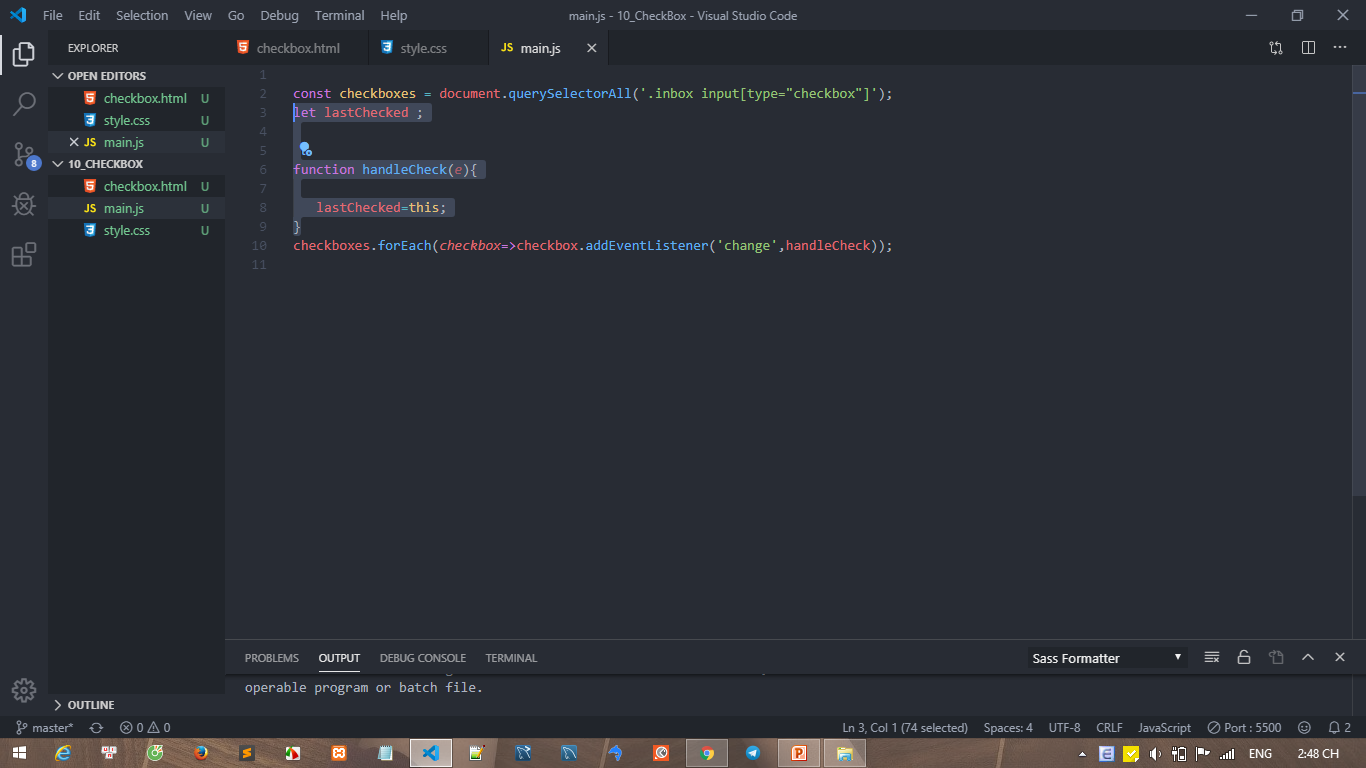 File Edit Selection View Go Debug Terminal Help main.js - 10_CheckBox - Visual Studio Code
EXPLORER
checkbox.html style.css JS main.js
OPEN EDITORS
checkbox.html U
style.css U
JS main.js U
8
10_CHECKBOX
checkbox.html U
JS main.js U
style.css U
OUTLINE
1
2 const checkboxes = document.querySelectorAll('.inbox input[type="checkbox"]');
3 let lastChecked ;
4
5
6 function handleCheck(e){
7
8 lastChecked=this;
9 }
10 checkboxes.forEach(checkbox=>checkbox.addEventListener('change',handleCheck));
11
PROBLEMS OUTPUT DEBUG CONSOLE TERMINAL Sass Formatter
operable program or batch file.
master* 0 0 Ln 3, Col 1 (74 selected) Spaces: 4 UTF-8 CRLF JavaScript Port : 5500 2
ENG 2:48 CH